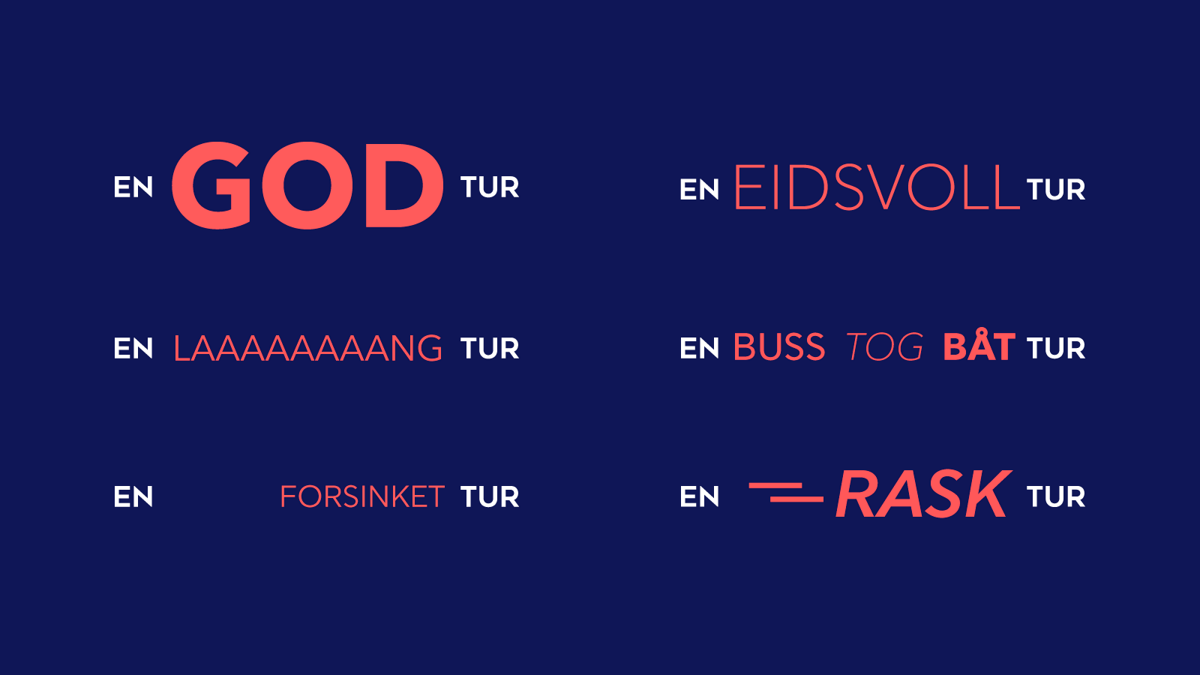 EN GOD TUR
EN EIDSVOLL TUR
EN LAAAAAAAANG TUR
EN BUSS TOG BÅT TUR
EN FORSINKET TUR
EN RASK TUR